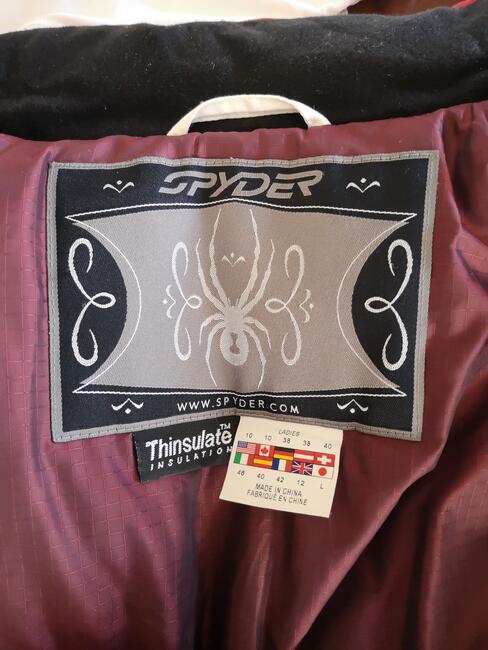 SPYDER
WWW.SPYDER.COM
Thinsulate™
INSULATION
LADIES
10 10 38 38 40
46 40 42 12 L
MADE IN CHINA
FABRIQUÉ EN CHINE